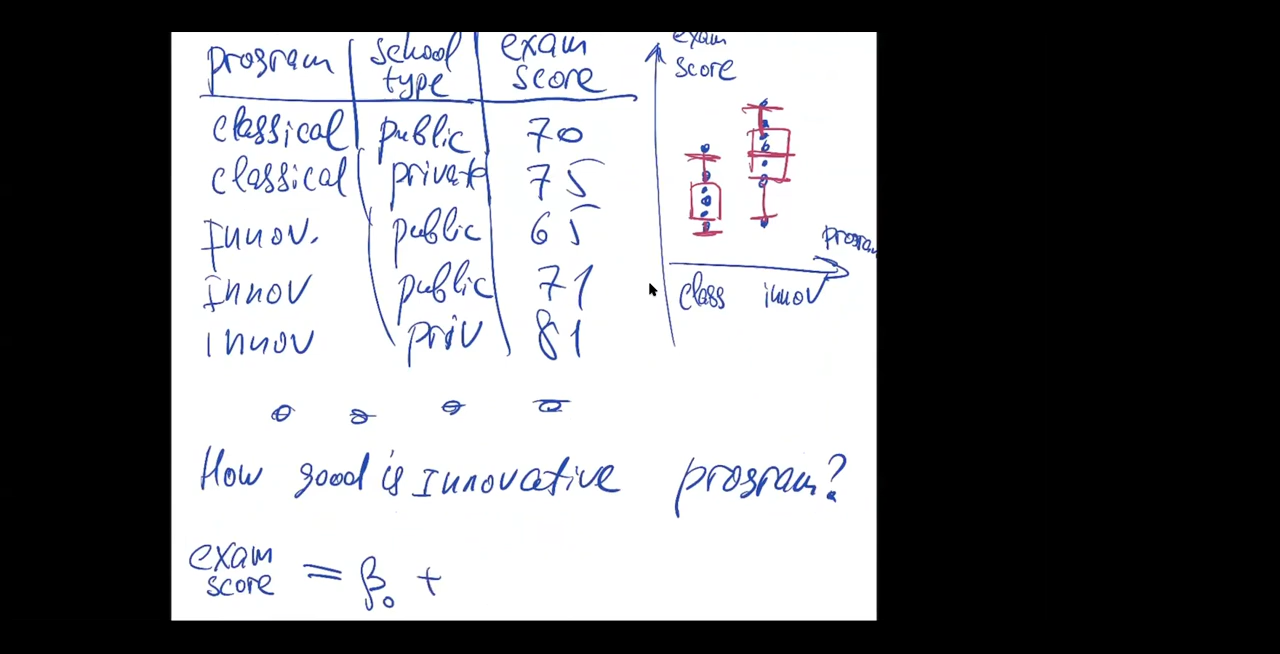 program school type exam score
classical public 70
classical private 75
Innov. public 65
Innov public 71
innov priv 81
exam
score
program
class innov
How good is Innovative program?
exam score = β₀ +